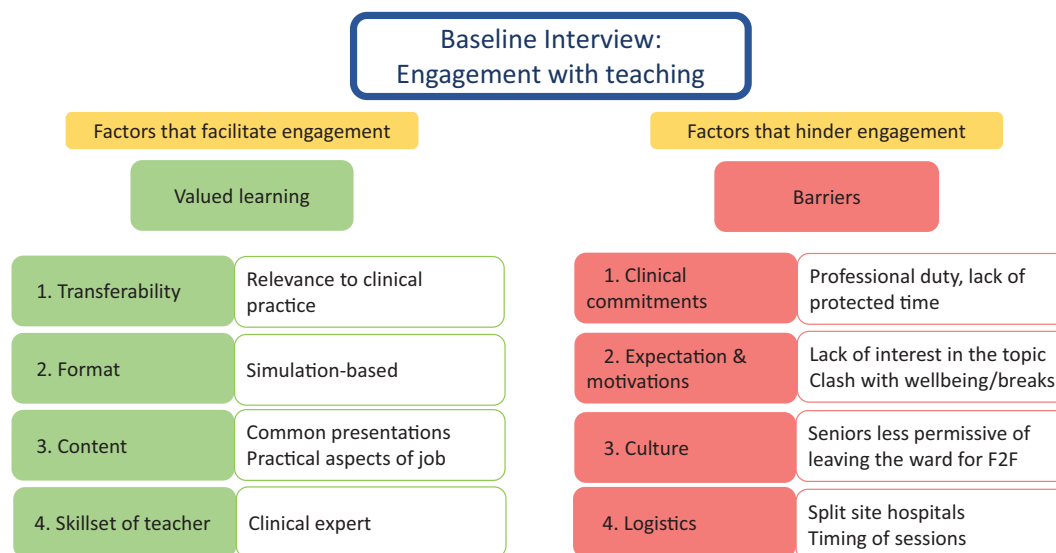 Baseline Interview:
Engagement with teaching
Factors that facilitate engagement
Valued learning
1. Transferability
Relevance to clinical
practice
2. Format
Simulation-based
3. Content
Common presentations
Practical aspects of job
4. Skillset of teacher
Clinical expert
Factors that hinder engagement
Barriers
1. Clinical
commitments
Professional duty, lack of
protected time
2. Expectation &
motivations
Lack of interest in the topic
Clash with wellbeing/breaks
3. Culture
Seniors less permissive of
leaving the ward for F2F
4. Logistics
Split site hospitals
Timing of sessions